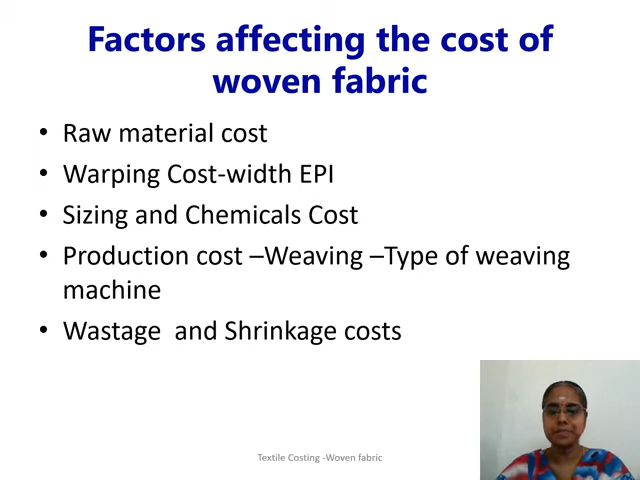 Factors affecting the cost of
woven fabric
• Raw material cost
• Warping Cost-width EPI
• Sizing and Chemicals Cost
• Production cost –Weaving –Type of weaving
machine
• Wastage  and Shrinkage costs
Textile Costing -Woven fabric